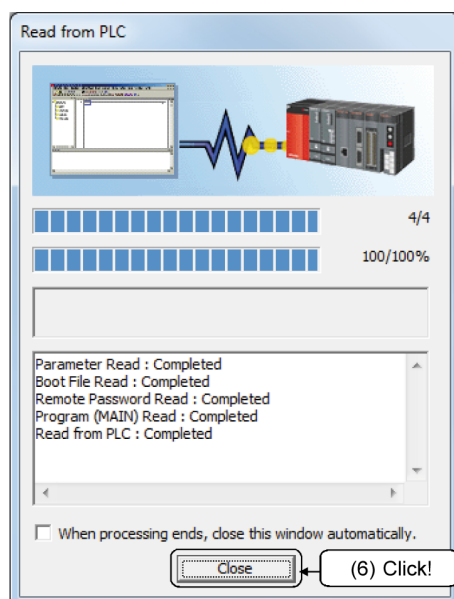 Read from PLC
4/4
100/100%
Parameter Read : Completed
Boot File Read : Completed
Remote Password Read : Completed
Program (MAIN) Read : Completed
Read from PLC : Completed
When processing ends, close this window automatically.
Close
(6) Click!